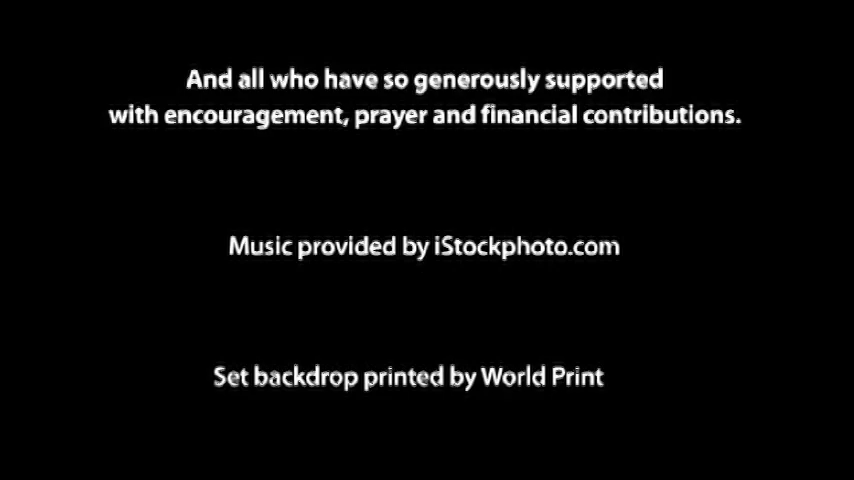 And all who have so generously supported
with encouragement, prayer and financial contributions.
Music provided by iStockphoto.com
Set backdrop printed by World Print